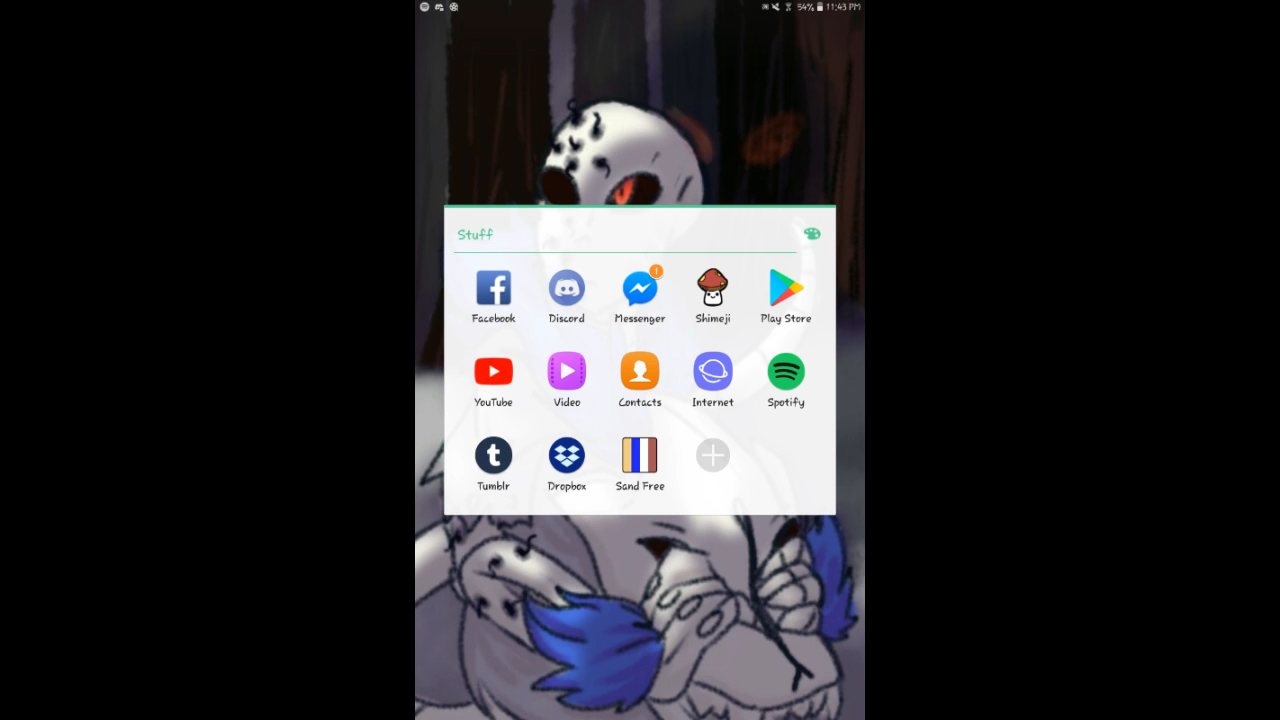 54% 11:43 PM
Stuff
!
Facebook Discord Messenger Shimeji Play Store
YouTube Video Contacts Internet Spotify
Tumblr Dropbox Sand Free